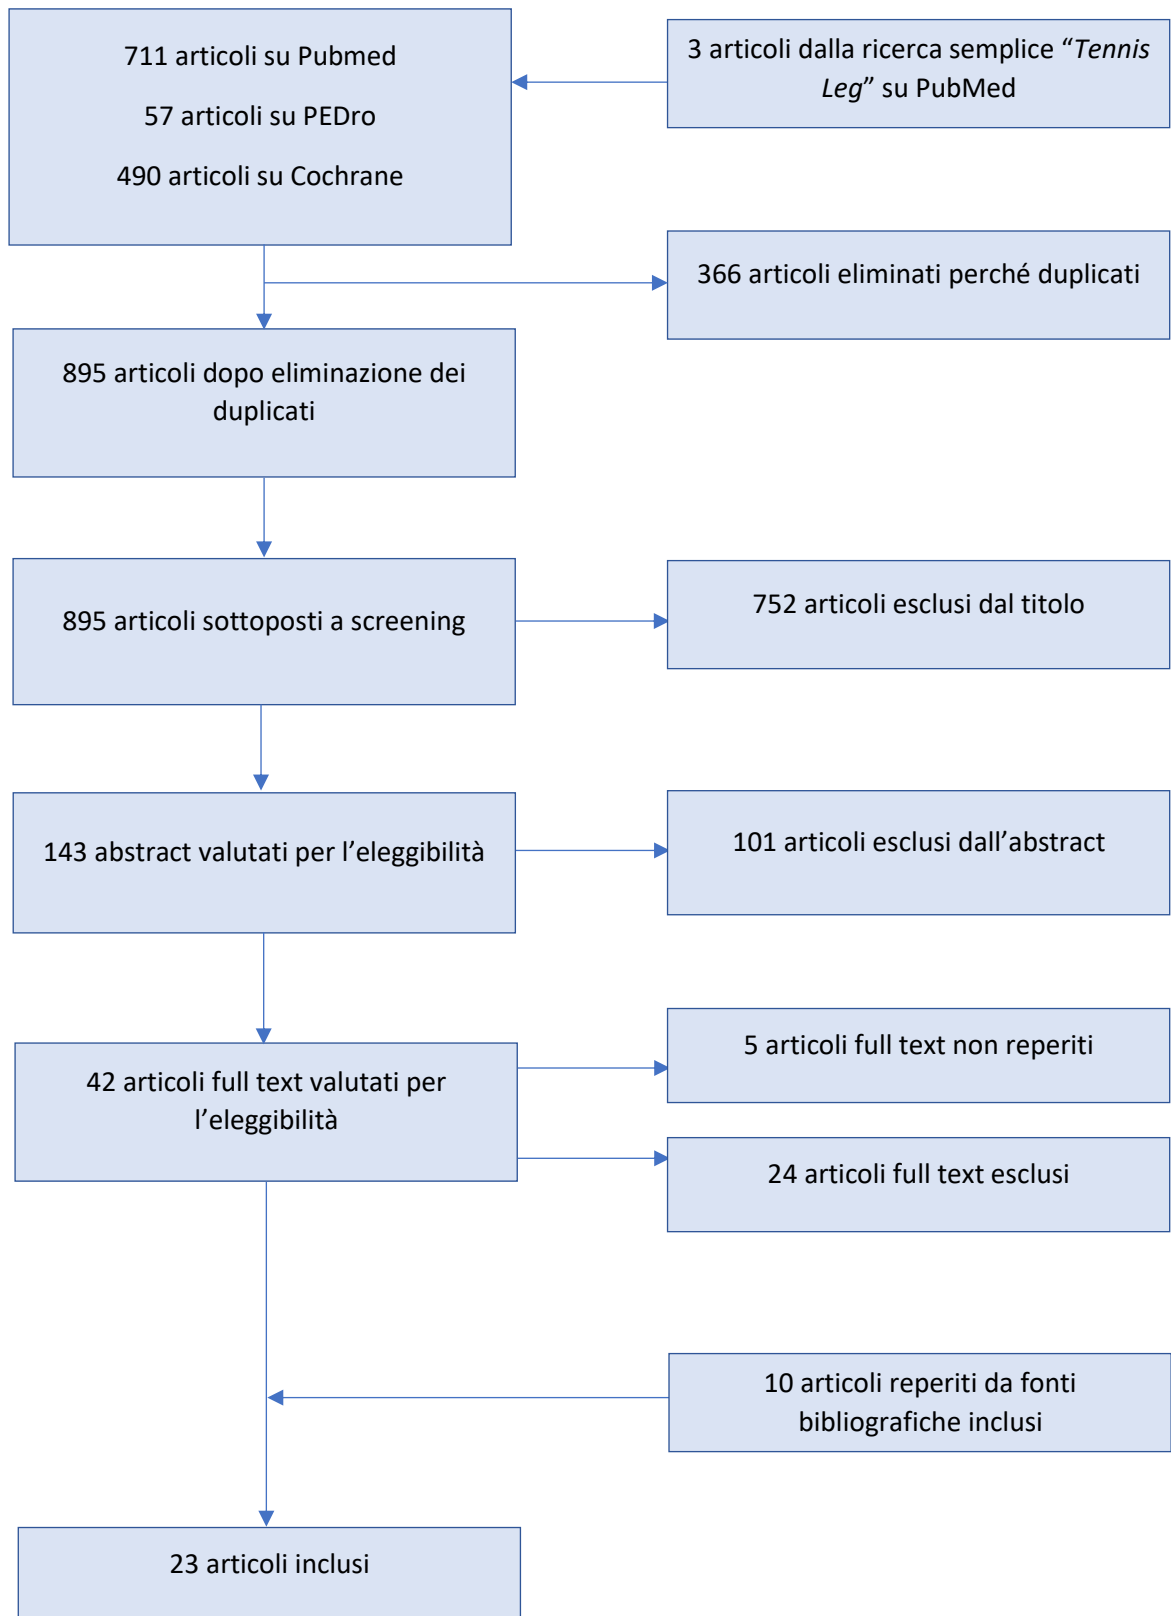 711 articoli su Pubmed
57 articoli su PEDro
490 articoli su Cochrane
3 articoli dalla ricerca semplice “Tennis
Leg” su PubMed
366 articoli eliminati perché duplicati
895 articoli dopo eliminazione dei
duplicati
895 articoli sottoposti a screening
752 articoli esclusi dal titolo
143 abstract valutati per l’eleggibilità
101 articoli esclusi dall’abstract
42 articoli full text valutati per
l’eleggibilità
5 articoli full text non reperiti
24 articoli full text esclusi
10 articoli reperiti da fonti
bibliografiche inclusi
23 articoli inclusi